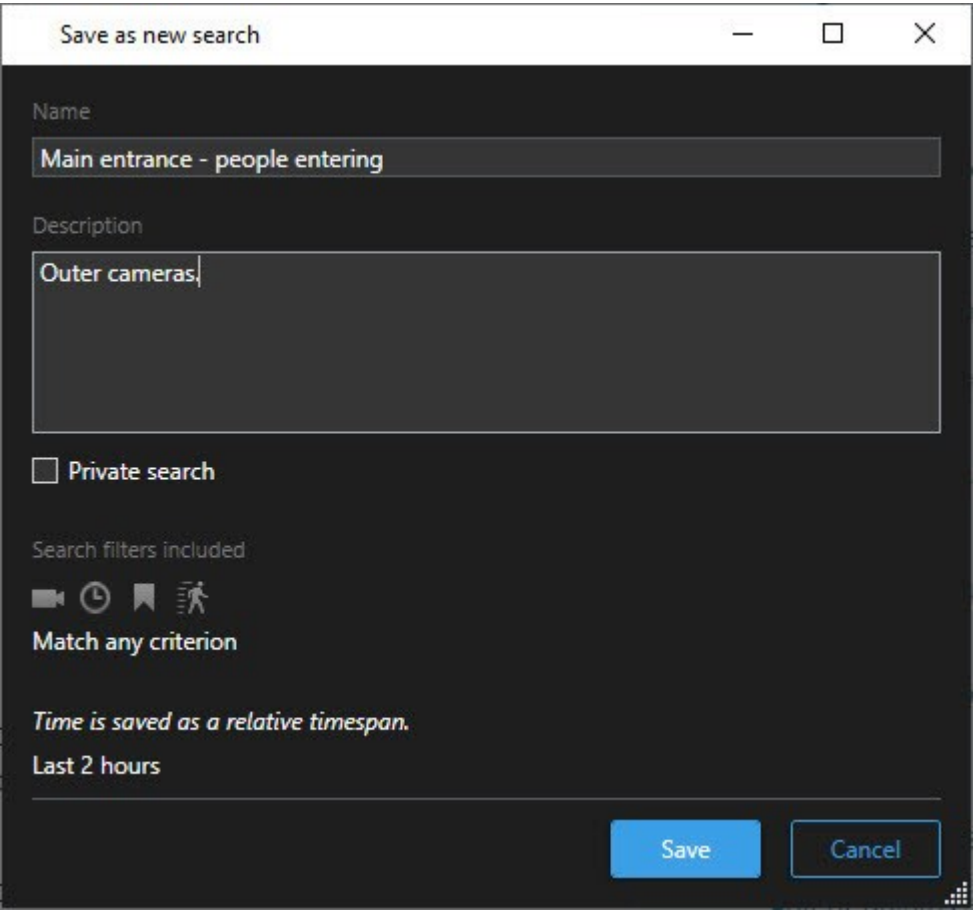 Save as new search
Name
Main entrance - people entering
Description
Outer cameras.
Private search
Search filters included
Match any criterion
Time is saved as a relative timespan.
Last 2 hours
Save
Cancel